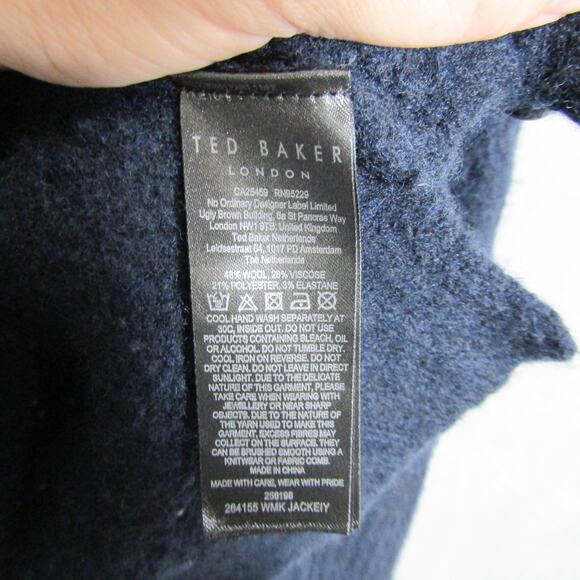 TED BAKER
LONDON
CA25459 RN95229
No Ordinary Designer Label Limited
Ugly Brown Building, 6a St Pancras Way
London NW1 9TB, United Kingdom
Ted Baker Netherlands
Leidsestraat 64, 1017 PD Amsterdam
The Netherlands
48% WOOL, 28% VISCOSE
21% POLYESTER, 3% ELASTANE
COOL HAND WASH SEPARATELY AT
30C, INSIDE OUT. DO NOT USE
PRODUCTS CONTAINING BLEACH, OIL
OR ALCOHOL. DO NOT TUMBLE DRY.
COOL IRON ON REVERSE. DO NOT
DRY CLEAN. DO NOT LEAVE IN DIRECT
SUNLIGHT. DUE TO THE DELICATE
NATURE OF THIS GARMENT, PLEASE
TAKE CARE WHEN WEARING WITH
JEWELLERY OR NEAR SHARP
OBJECTS. DUE TO THE NATURE OF
THE YARN USED TO MAKE THIS
GARMENT, EXCESS FIBRES MAY
COLLECT ON THE SURFACE. THEY
CAN BE BRUSHED SMOOTH USING A
KNITWEAR OR FABRIC COMB.
MADE IN CHINA
MADE WITH CARE, WEAR WITH PRIDE
256196
264155 WMK JACKEIY